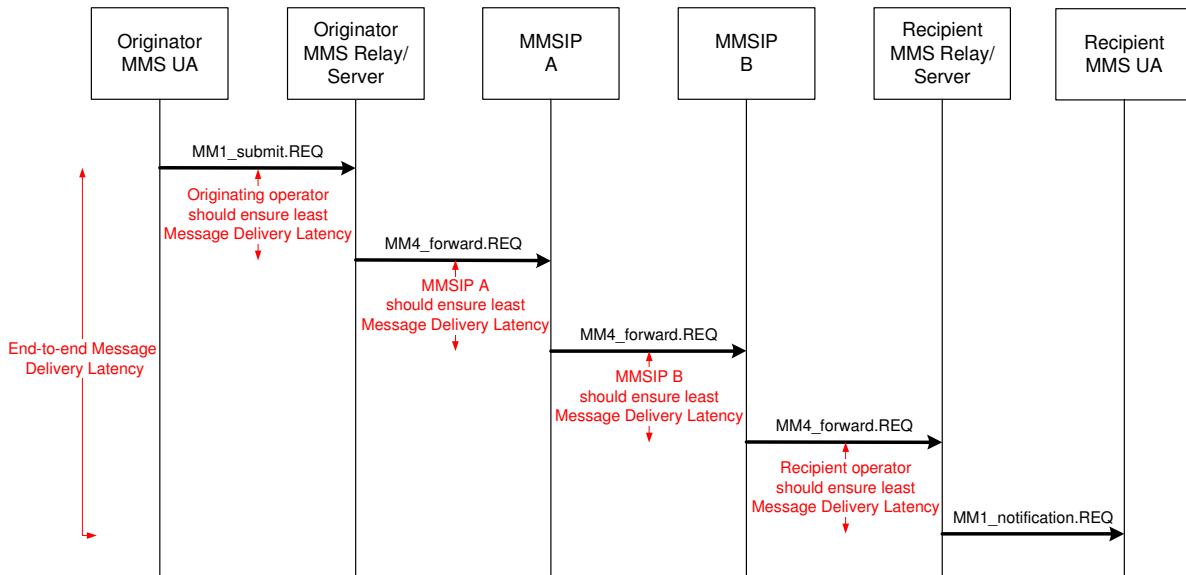 Originator
MMS UA
Originator
MMS Relay/
Server
MMSIP
A
MMSIP
B
Recipient
MMS Relay/
Server
Recipient
MMS UA
MM1_submit.REQ
Originating operator
should ensure least
Message Delivery Latency
MM4_forward.REQ
MMSIP A
should ensure least
Message Delivery Latency
MM4_forward.REQ
End-to-end Message
Delivery Latency
MMSIP B
should ensure least
Message Delivery Latency
MM4_forward.REQ
Recipient operator
should ensure least
Message Delivery Latency
MM1_notification.REQ